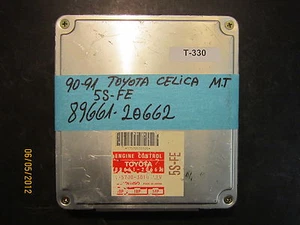 T-330
90-91 TOYOTA CELICA M.T
5S-FE
89661-20662
ENGINE CONTROL
TOYOTA
5S-FE
06/05/2012